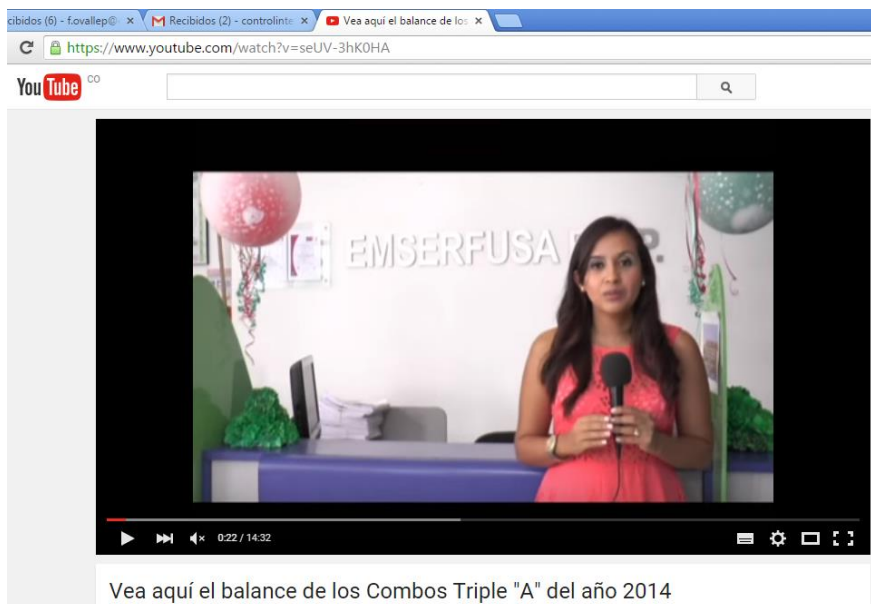 cibidos (6) - f.ovallep@
Recibidos (2) - controlinte
Vea aquí el balance de los
https://www.youtube.com/watch?v=seUV-3hK0HA
YouTube CO
EMSERFUSA E.S.P.
0:22 / 14:32
Vea aquí el balance de los Combos Triple "A" del año 2014